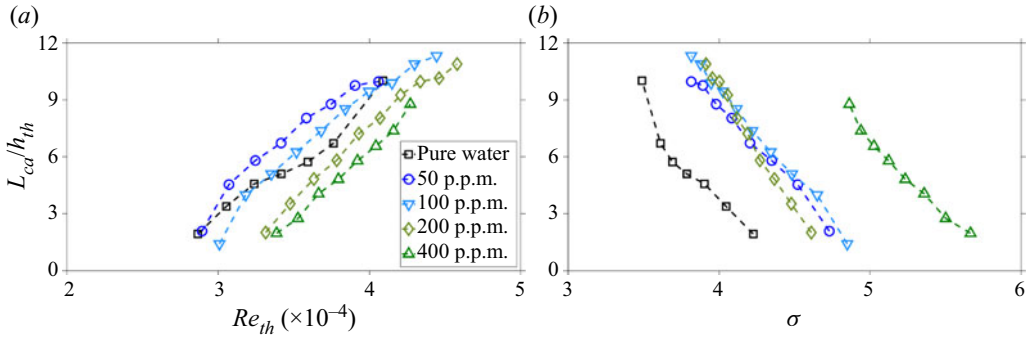 (a) (b)
12 12
9 9
6 6
3 3
0 0
L_ca/h_th
Pure water
50 p.p.m.
100 p.p.m.
200 p.p.m.
400 p.p.m.
2 3 4 5 3 4 5 6
Re_th (×10⁻⁴) σ